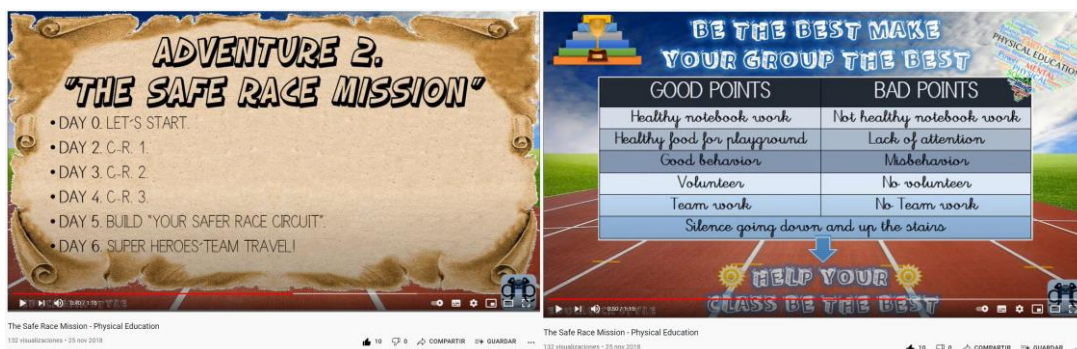 ADVENTURE 2.
"THE SAFE RACE MISSION"
• DAY 0. LET'S START.
• DAY 2. C-R. 1.
• DAY 3. C-R. 2.
• DAY 4. C-R. 3.
• DAY 5. BUILD "YOUR SAFER RACE CIRCUIT".
• DAY 6. SUPER HEROES-TEAM TRAVEL!
The Safe Race Mission - Physical Education
132 visualizaciones • 25 nov 2018
10 0 COMPARTIR GUARDAR
BE THE BEST MAKE
YOUR GROUP THE BEST
PHYSICAL EDUCATION
MENTAL
GOOD POINTS BAD POINTS
Healthy notebook work Not healthy notebook work
Healthy food for playground Lack of attention
Good behavior Misbehavior
Volunteer No volunteer
Team work No Team work
Silence going down and up the stairs
HELP YOUR
CLASS BE THE BEST
The Safe Race Mission - Physical Education
132 visualizaciones • 25 nov 2018
10 0 COMPARTIR GUARDAR